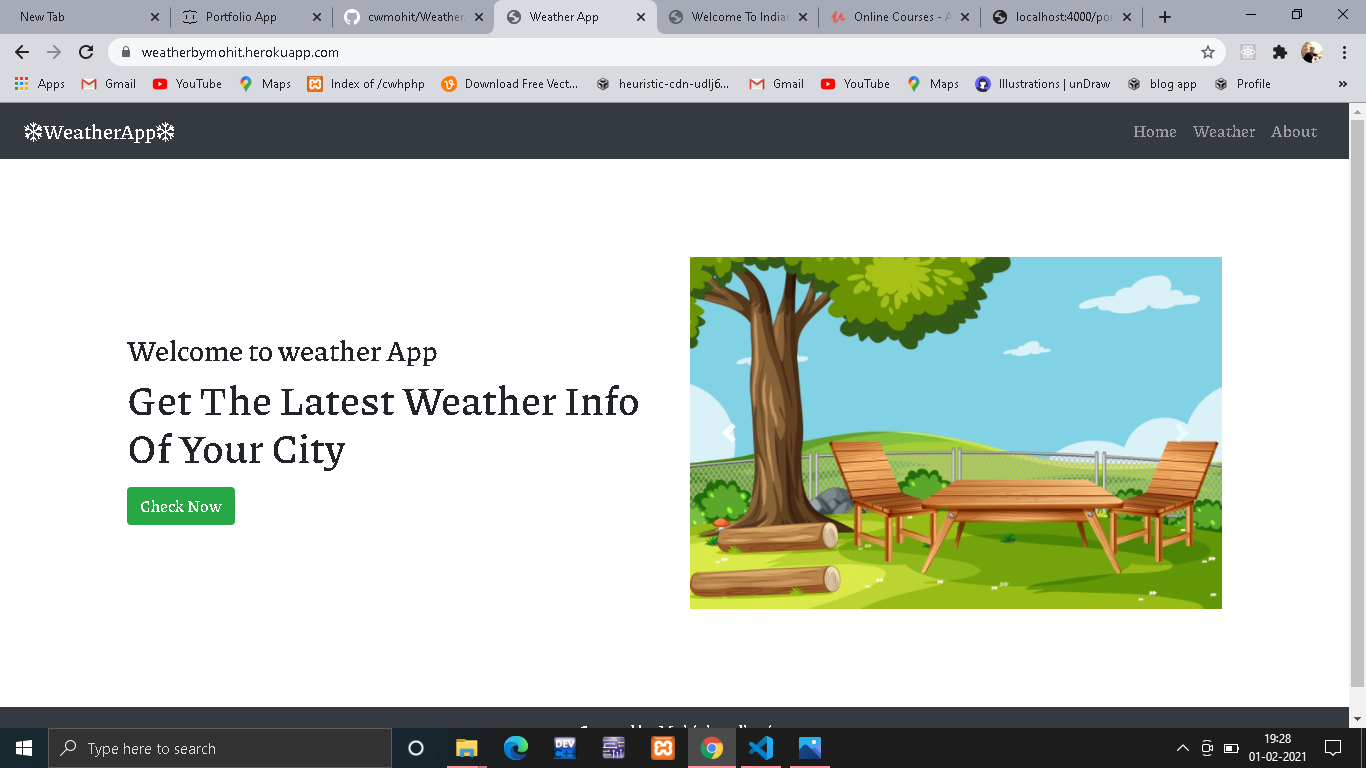 New Tab
Portfolio App
cwmohit/Weather
Weather App
Welcome To Indian
Online Courses - A
localhost:4000/por
weatherbymohit.herokuapp.com
Apps
Gmail
YouTube
Maps
Index of /cwhphp
Download Free Vect...
heuristic-cdn-udlj6...
Gmail
YouTube
Maps
Illustrations | unDraw
blog app
Profile
»
❄WeatherApp❄
Home
Weather
About
Welcome to weather App
Get The Latest Weather Info
Of Your City
Check Now
Type here to search
DEV
19:28
01-02-2021